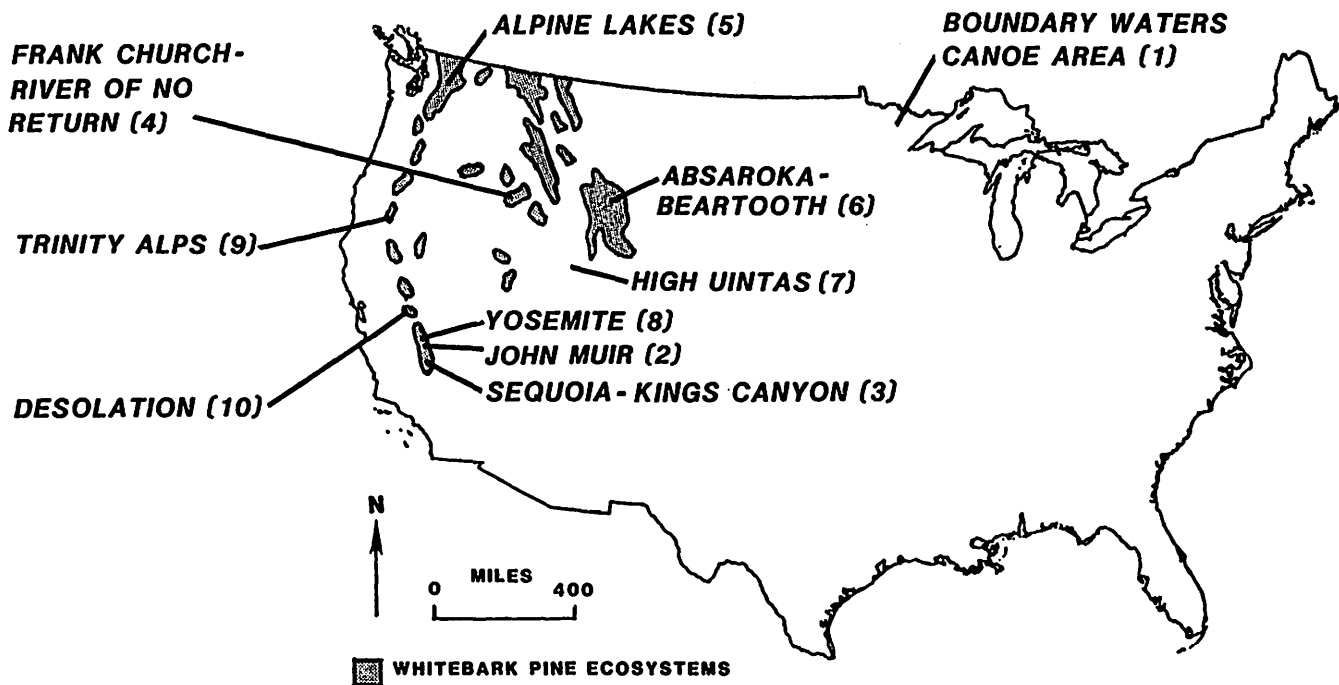 ALPINE LAKES (5)
BOUNDARY WATERS
CANOE AREA (1)
FRANK CHURCH-
RIVER OF NO
RETURN (4)
ABSAROKA-
BEARTOOTH (6)
TRINITY ALPS (9)
HIGH UINTAS (7)
YOSEMITE (8)
JOHN MUIR (2)
SEQUOIA-KINGS CANYON (3)
DESOLATION (10)
N
MILES
0 400
WHITEBARK PINE ECOSYSTEMS